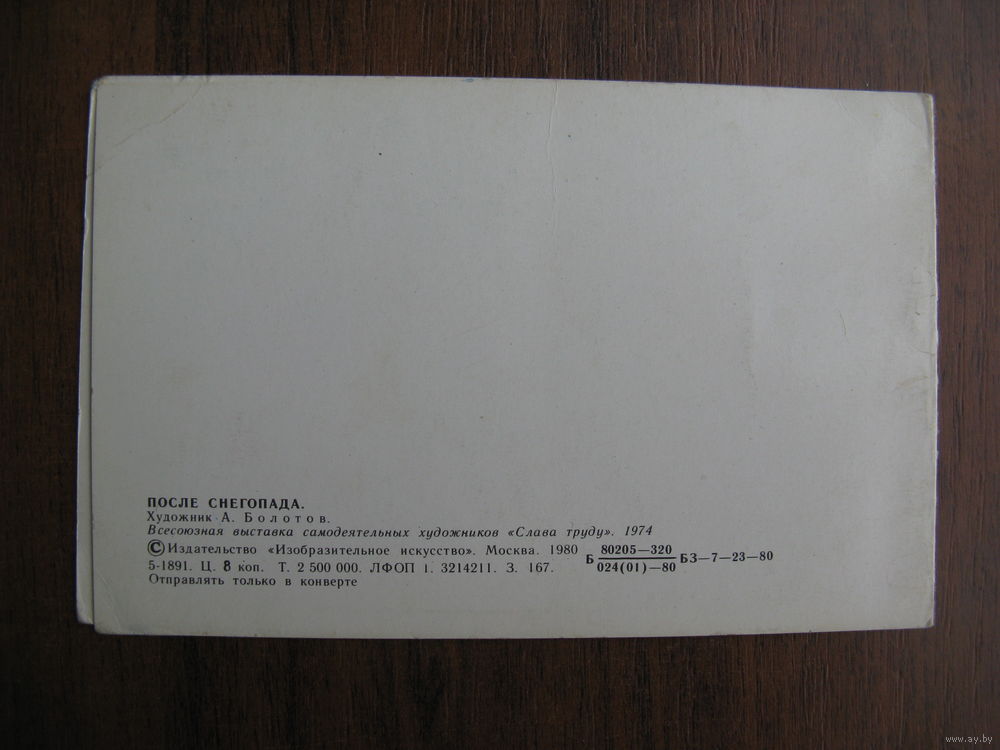 ПОСЛЕ СНЕГОПАДА.
Художник А. Болотов.
Всесоюзная выставка самодеятельных художников «Слава труду». 1974
©Издательство «Изобразительное искусство». Москва. 1980
5-1891. Ц. 8 коп. Т. 2 500 000. ЛФОП 1. 3214211. З. 167.
Отправлять только в конверте
Б 80205—320 БЗ—7—23—80
024(01)—80
www.ay.by